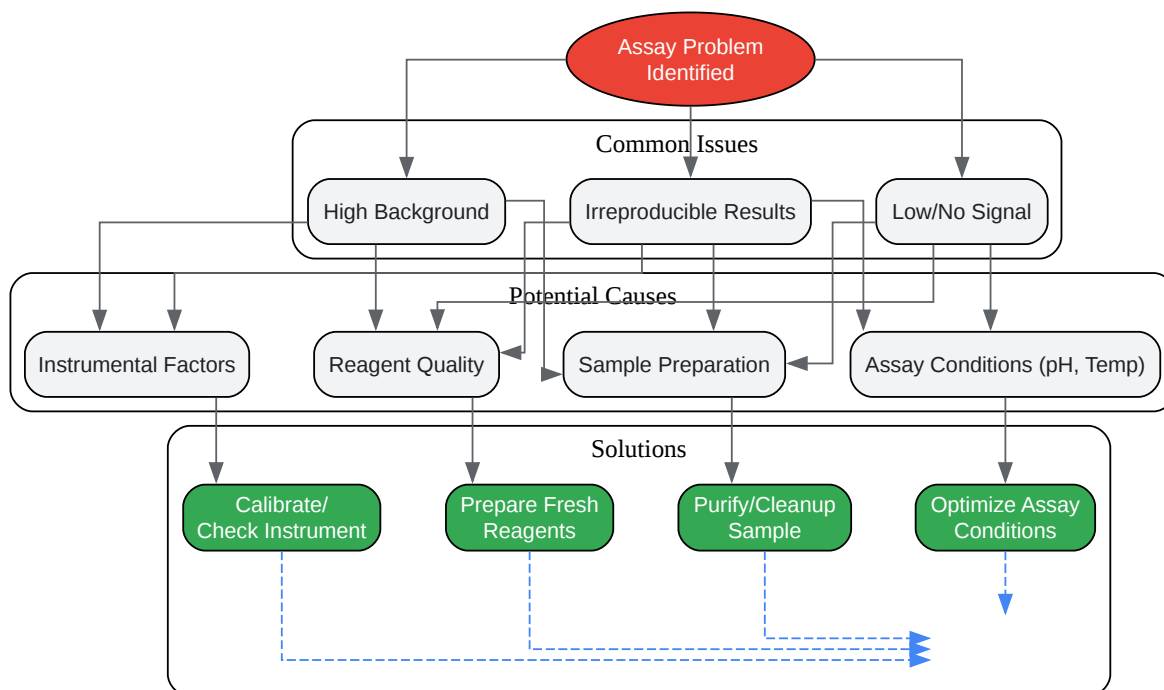 Assay Problem
Identified
Common Issues
High Background
Irreproducible Results
Low/No Signal
Potential Causes
Instrumental Factors
Reagent Quality
Sample Preparation
Assay Conditions (pH, Temp)
Solutions
Calibrate/
Check Instrument
Prepare Fresh
Reagents
Purify/Cleanup
Sample
Optimize Assay
Conditions